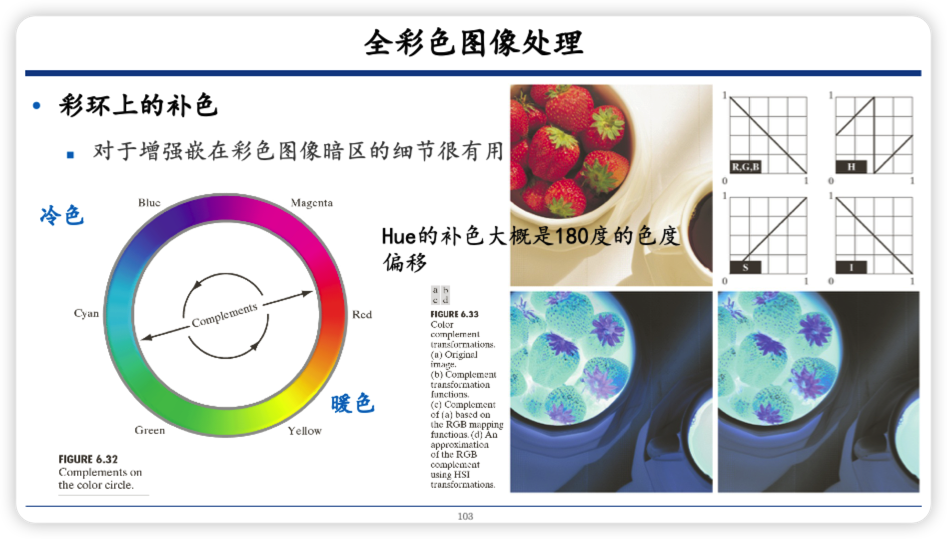 全彩色图像处理
• 彩环上的补色
▪ 对于增强嵌在彩色图像暗区的细节很有用
冷色
Blue
Magenta
Cyan
Complements
Red
暖色
Green
Yellow
FIGURE 6.32
Complements on
the color circle.
Hue的补色大概是180度的色度
偏移
a b
c d
FIGURE 6.33
Color
complement
transformations.
(a) Original
image.
(b) Complement
transformation
functions.
(c) Complement
of (a) based on
the RGB mapping
functions. (d) An
approximation
of the RGB
complement
using HSI
transformations.
1
R,G,B
0 1
1
H
0 1
1
S
0 1
1
I
0 1
103